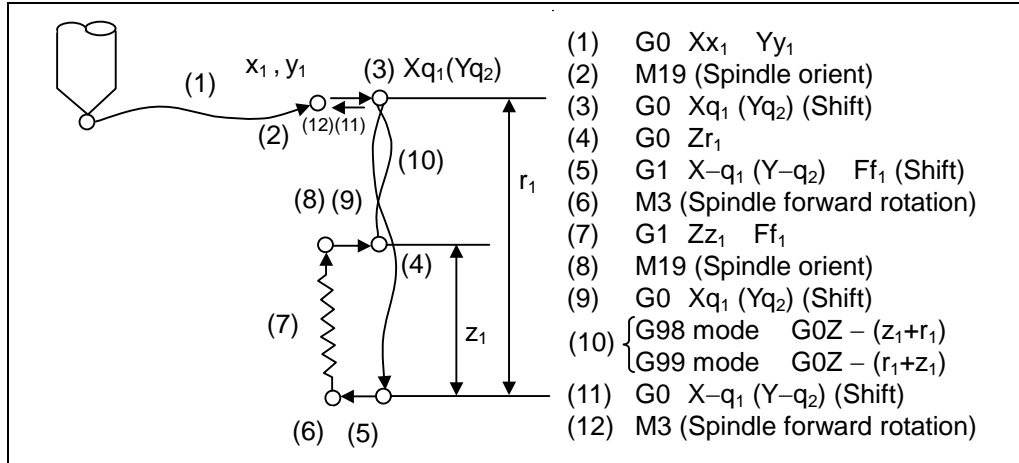 (1)
x₁ , y₁
(3) Xq₁(Yq₂)
(2)
(12)(11)
(10)
r₁
(8) (9)
(4)
(7)
z₁
(6) (5)
(1) G0 Xx₁ Yy₁
(2) M19 (Spindle orient)
(3) G0 Xq₁ (Yq₂) (Shift)
(4) G0 Zr₁
(5) G1 X−q₁ (Y−q₂) Ff₁ (Shift)
(6) M3 (Spindle forward rotation)
(7) G1 Zz₁ Ff₁
(8) M19 (Spindle orient)
(9) G0 Xq₁ (Yq₂) (Shift)
(10) G98 mode G0Z − (z₁+r₁)
G99 mode G0Z − (r₁+z₁)
(11) G0 X-q₁ (Y−q₂) (Shift)
(12) M3 (Spindle forward rotation)